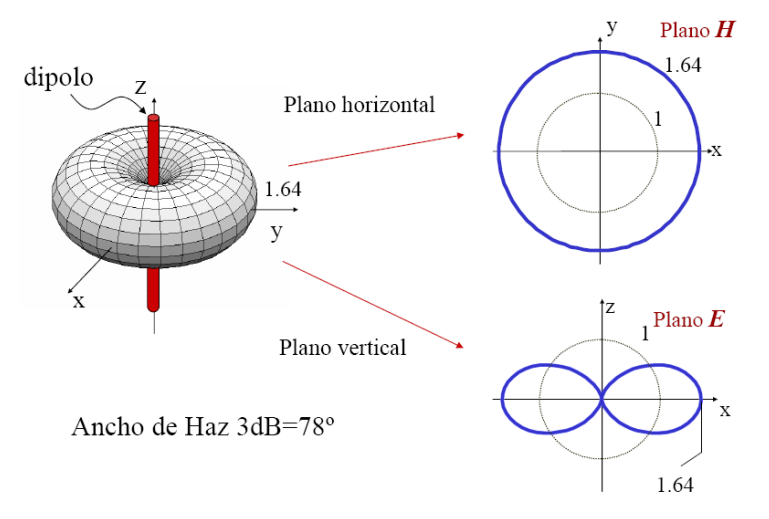 dipolo
z
1.64
y
x
Plano horizontal
Plano vertical
Ancho de Haz 3dB=78º
y
Plano H
1.64
1
x
z
Plano E
1
x
1.64